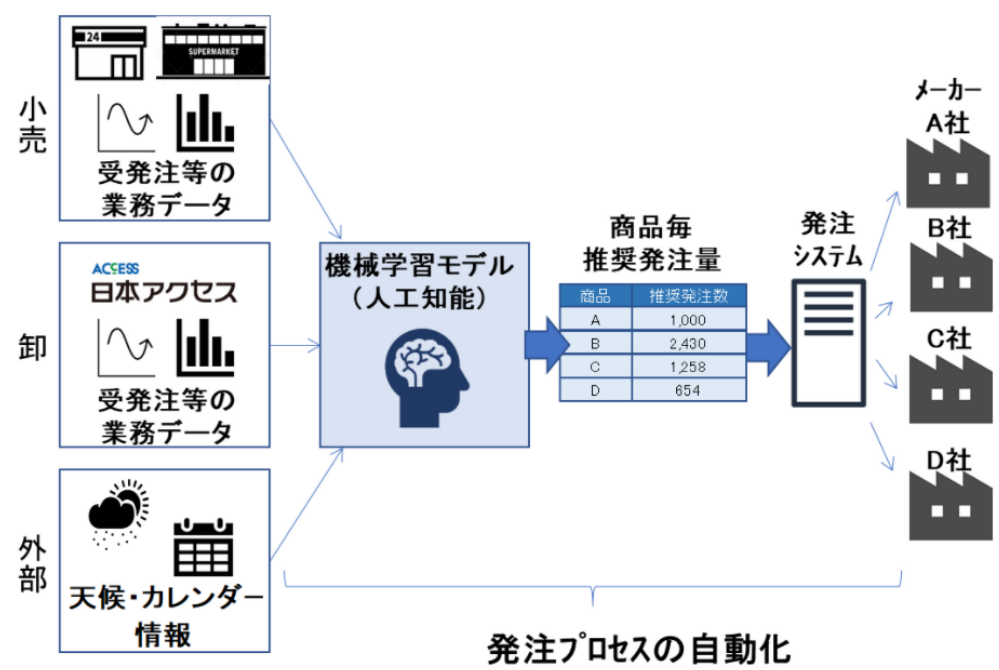 小売
24
SUPERMARKET
受発注等の
業務データ
卸
ACCESS
日本アクセス
受発注等の
業務データ
外部
天候・カレンダー
情報
機械学習モデル
（人工知能）
商品毎
推奨発注量
商品 推奨発注数
A 1,000
B 2,430
C 1,258
D 654
発注
システム
メーカー
A社
B社
C社
D社
発注プロセスの自動化